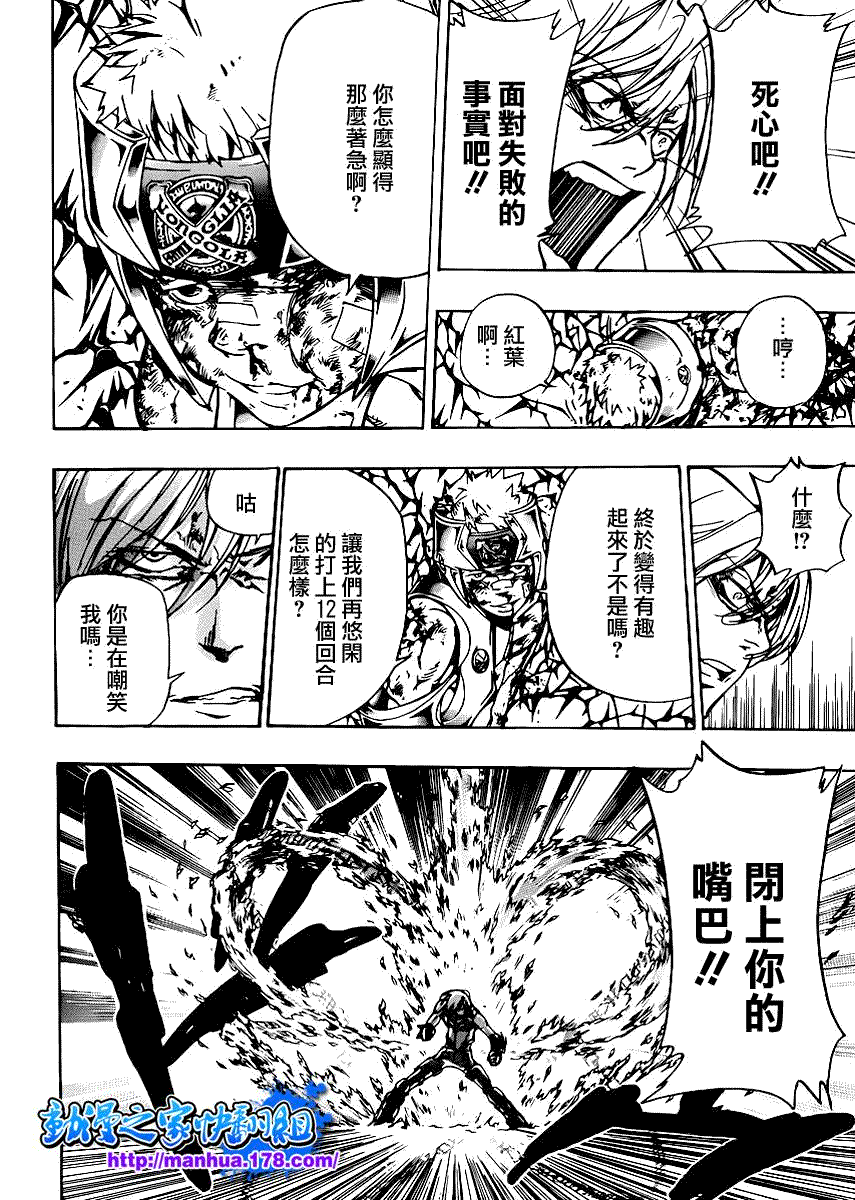 死心吧!!
面對失敗的
事實吧!!
你怎麼顯得
那麼著急啊?
VONGOLA
…哼…
紅葉
啊…
什麼!?
終於變得有趣
起來了不是嗎?
讓我們再悠閑
的打上12個回合
怎麼樣?
咕
你是在嘲笑
我嗎…
閉上你的
嘴巴!!
動漫之家快翻組
http://manhua.178.com/